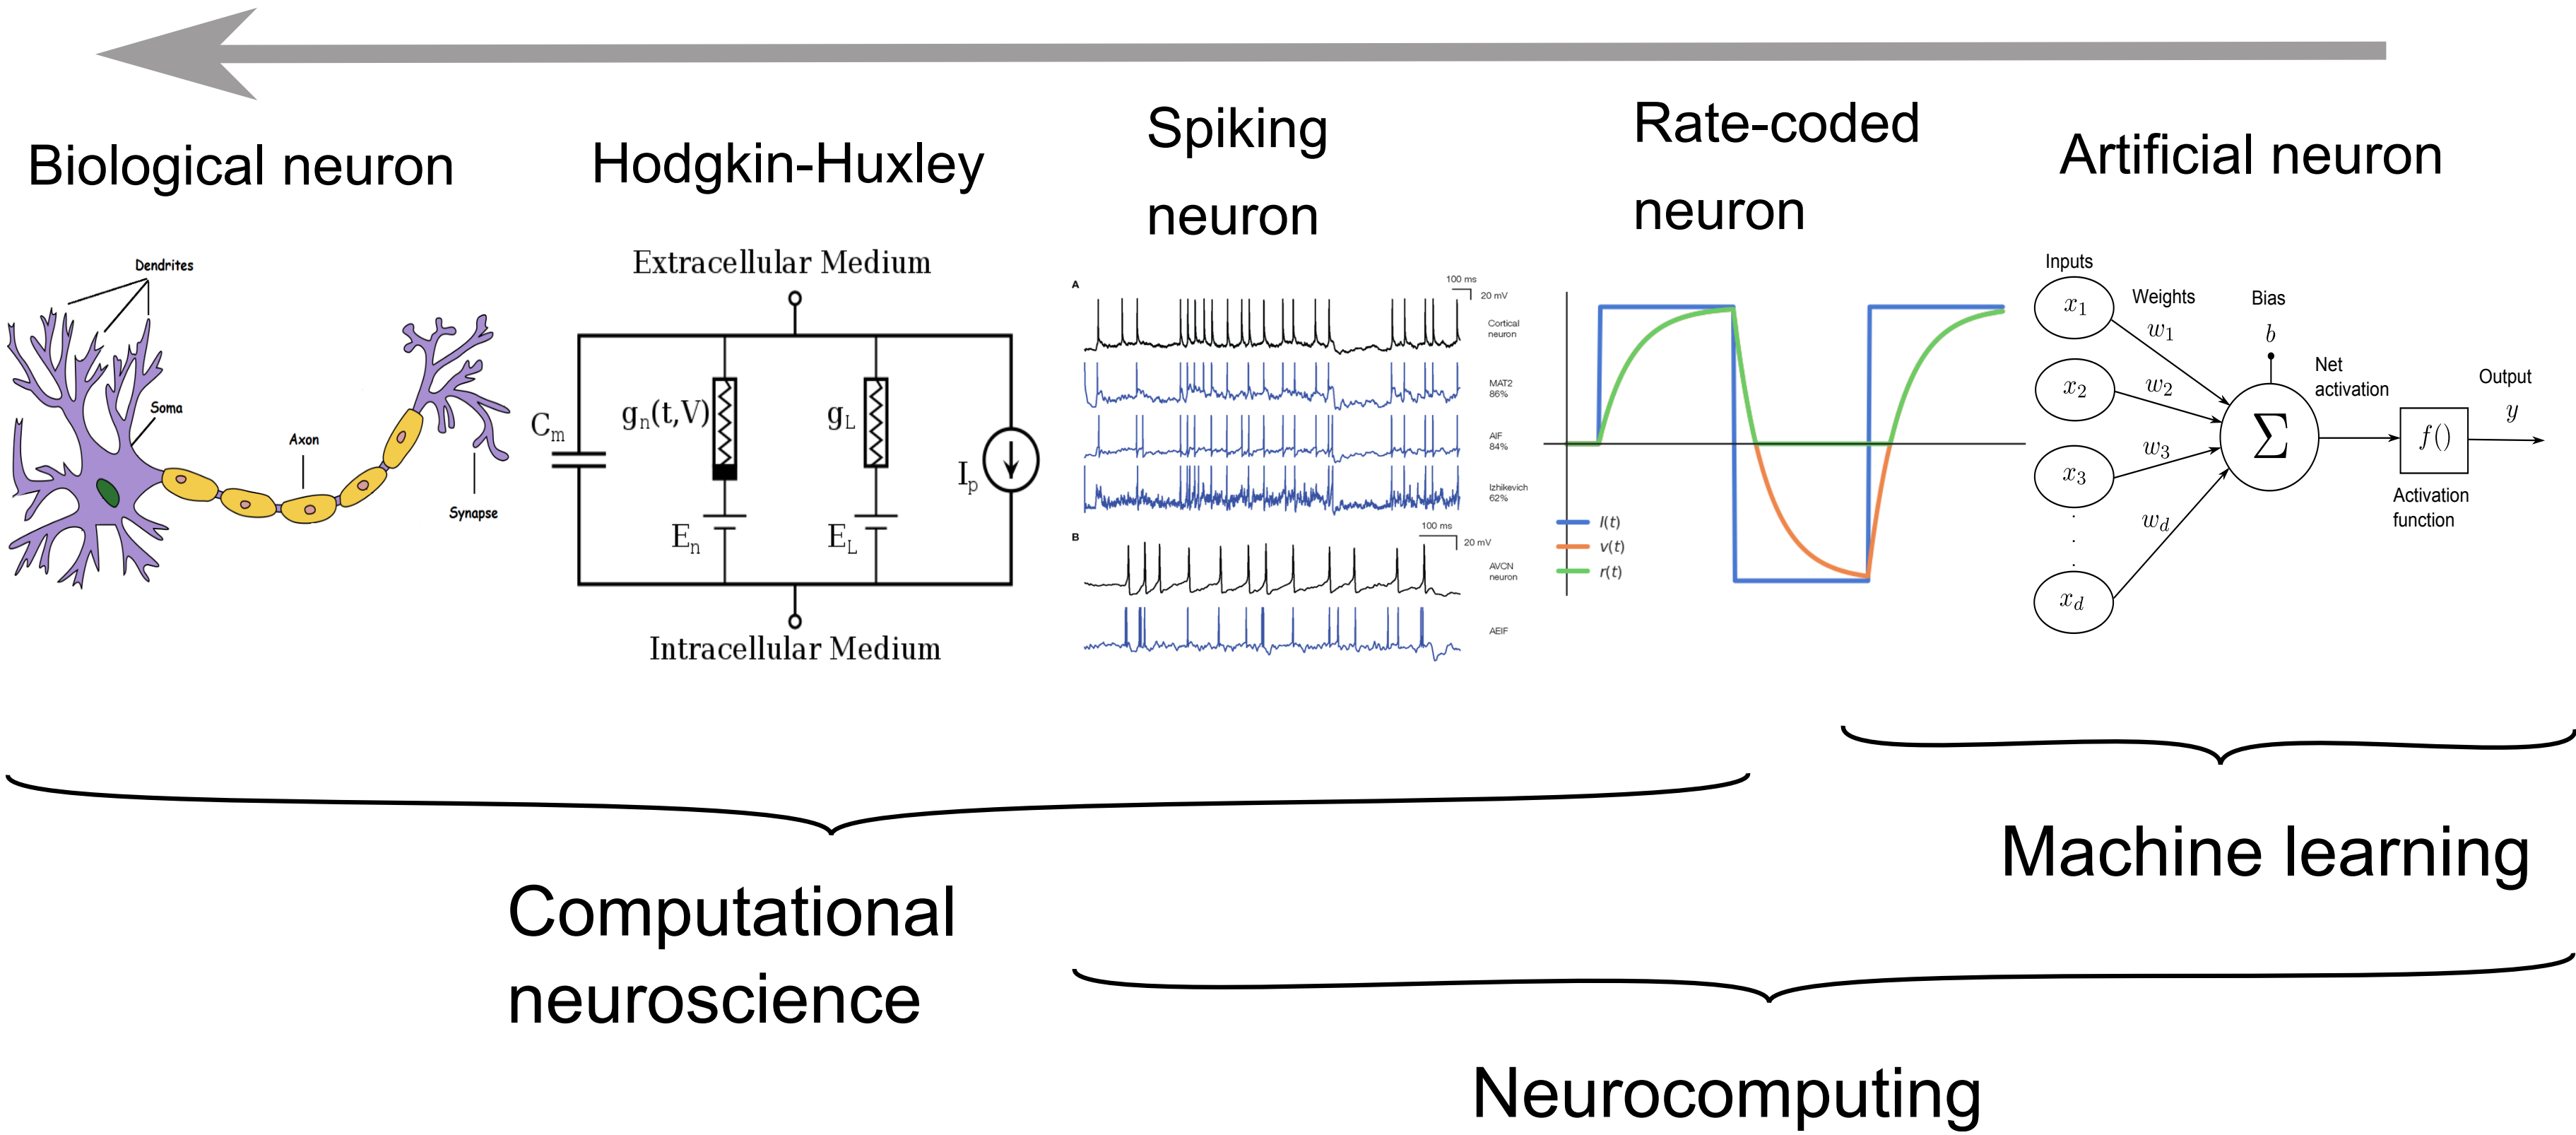 Biological neuron
Hodgkin-Huxley
Spiking
neuron
Rate-coded
neuron
Artificial neuron
Dendrites
Soma
Axon
Synapse
Extracellular Medium
Cm
gn(t,V)
gL
Ip
En
EL
Intracellular Medium
A
100 ms
20 mV
Cortical
neuron
MAT2
86%
AIF
84%
Izhikevich
62%
B
100 ms
20 mV
AVCN
neuron
AEIF
I(t)
v(t)
r(t)
Inputs
x1
x2
x3
.
.
.
xd
Weights
w1
w2
w3
wd
Bias
b
Σ
Net
activation
f()
Activation
function
Output
y
Machine learning
Computational
neuroscience
Neurocomputing